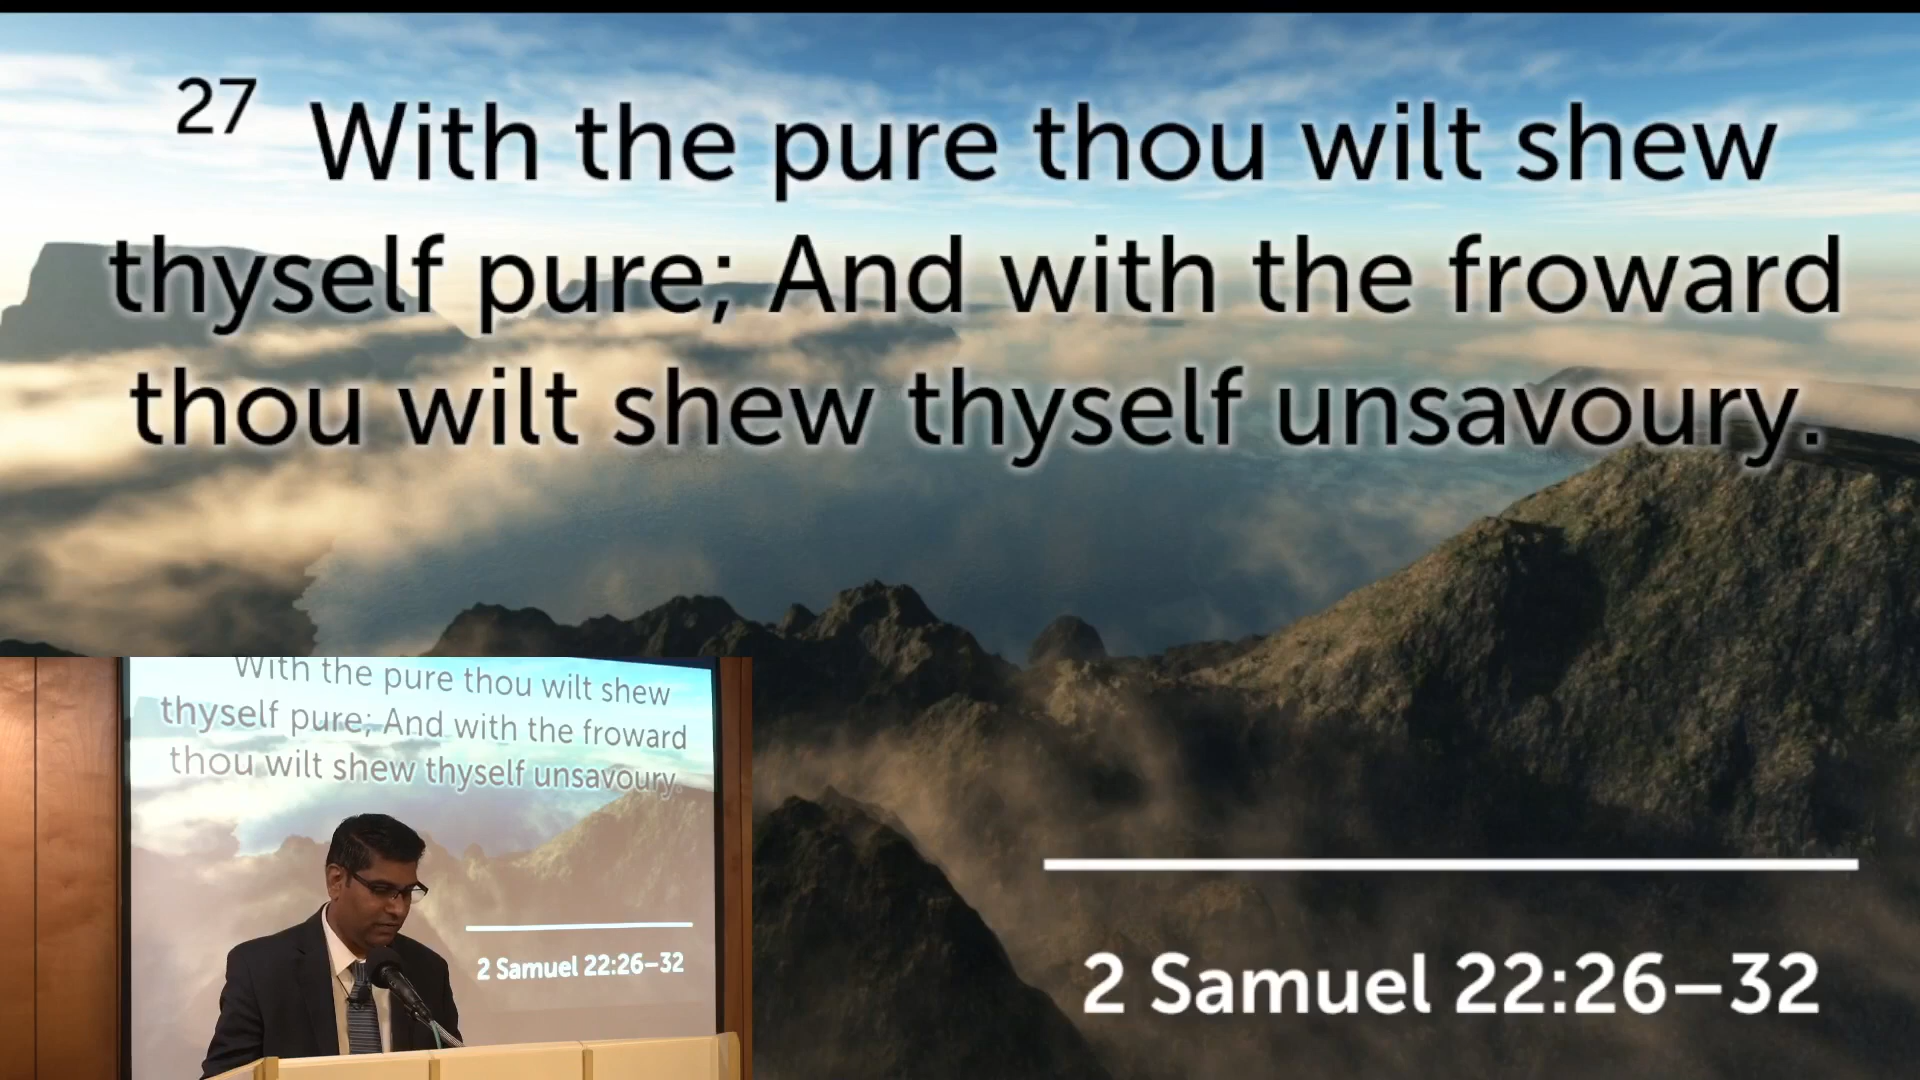 27 With the pure thou wilt shew
thyself pure; And with the froward
thou wilt shew thyself unsavoury.
2 Samuel 22:26–32
With the pure thou wilt shew
thyself pure; And with the froward
thou wilt shew thyself unsavoury.
2 Samuel 22:26–32